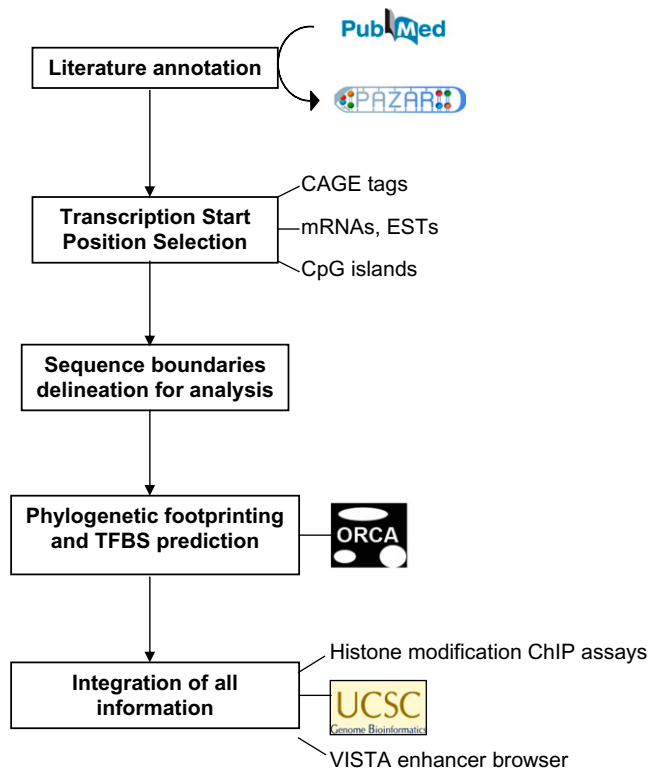 PubMed
Literature annotation
PAZAR
CAGE tags
Transcription Start
Position Selection
mRNAs, ESTs
CpG islands
Sequence boundaries
delineation for analysis
Phylogenetic footprinting
and TFBS prediction
ORCA
Histone modification ChIP assays
Integration of all
information
UCSC
Genome Bioinformatics
VISTA enhancer browser